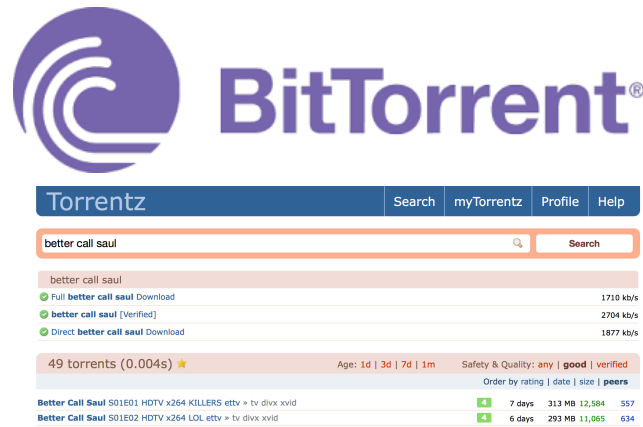 BitTorrent®
Torrentz Search myTorrentz Profile Help
better call saul Search
better call saul
Full better call saul Download 1710 kb/s
better call saul [Verified] 2704 kb/s
Direct better call saul Download 1877 kb/s
49 torrents (0.004s) Age: 1d | 3d | 7d | 1m Safety & Quality: any | good | verified
Order by rating | date | size | peers
Better Call Saul S01E01 HDTV x264 KILLERS ettv » tv divx xvid 4 7 days 313 MB 12,584 557
Better Call Saul S01E02 HDTV x264 LOL ettv » tv divx xvid 4 6 days 293 MB 11,065 634